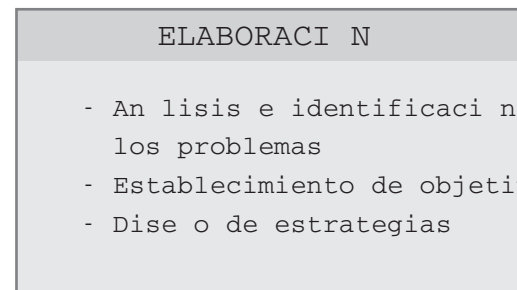 ELABORACI N
- An lisis e identificaci n
los problemas
- Establecimiento de objeti
- Dise o de estrategias